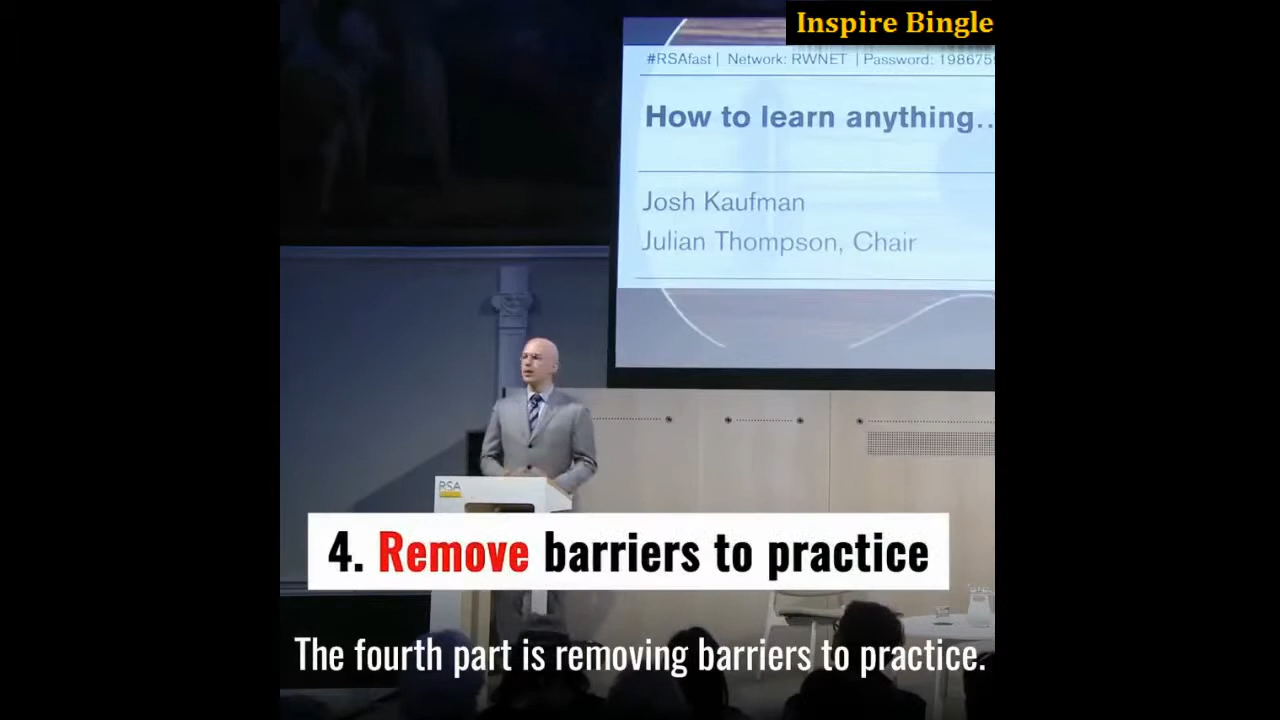 Inspire Bingle
#RSAfast | Network: RWNET | Password: 1986759
How to learn anything..
Josh Kaufman
Julian Thompson, Chair
RSA
4. Remove barriers to practice
The fourth part is removing barriers to practice.